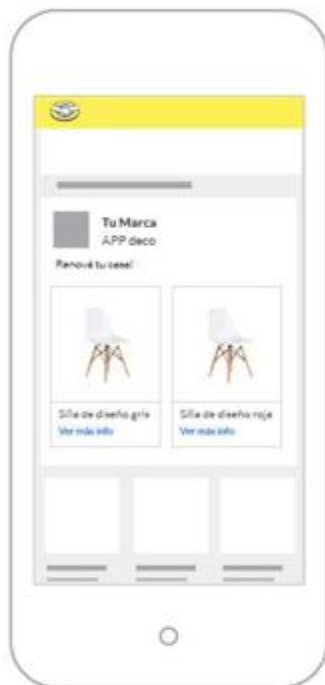 Tu Marca
APP deco
Renová tu casa!
Silla de diseño gris
Ver más info
Silla de diseño roja
Ver más info